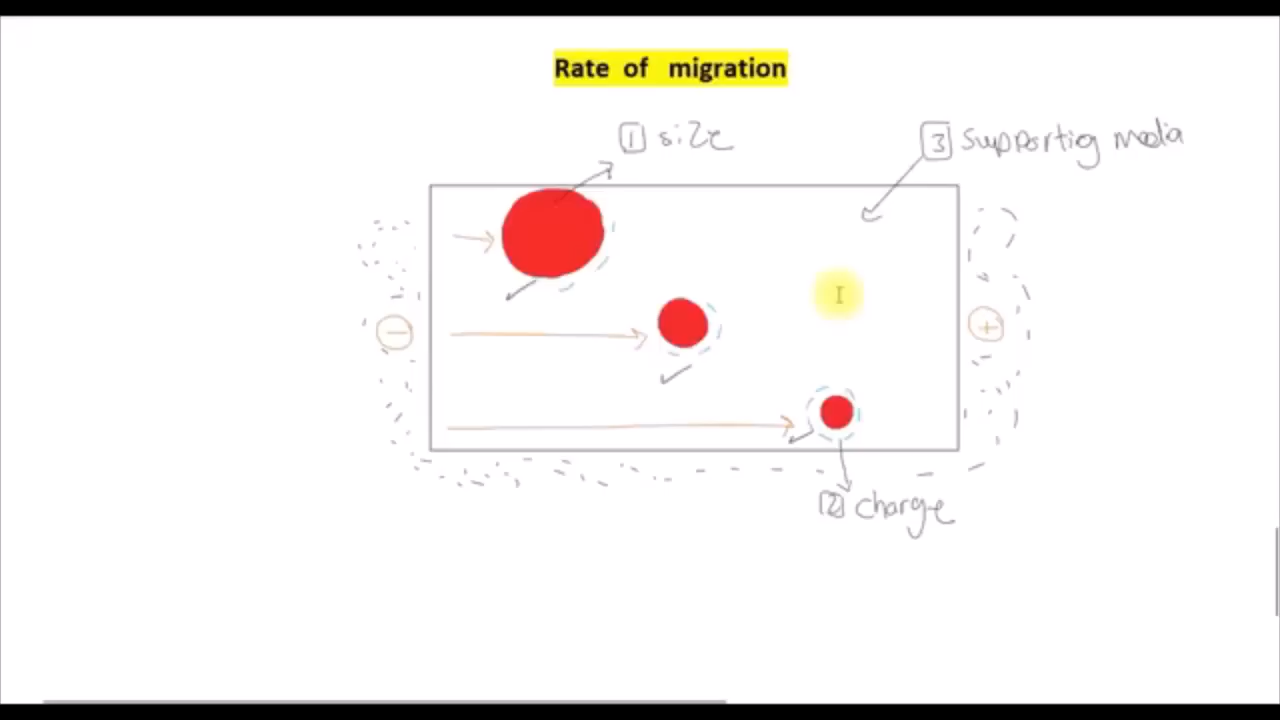 Rate of migration
1 size
3 Supporting media
−
+
2 charge